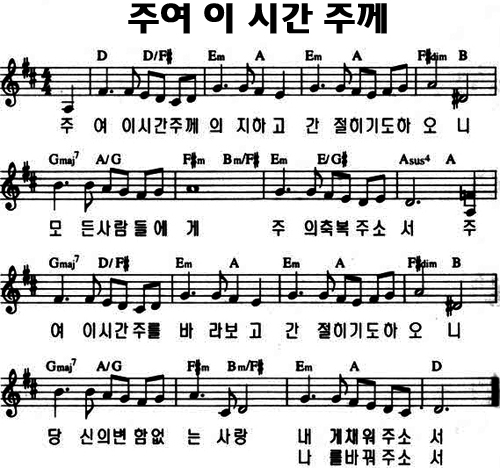 주여 이 시간 주께
D D/F# Em A Em A F#dim B
주 여 이시간주께 의 지하고 간 절히기도하 오 니
Gmaj7 A/G F#m Bm/F# Em E/G# Asus4 A
모 든사람 들에 게 주 의축복 주소 서 주
Gmaj7 D/F# Em A Em A F#dim B
여 이시간주를 바 라보 고 간 절히기도하 오 니
Gmaj7 A/G F#m Bm/F# Em A D
당 신의변 함없 는 사랑 내 게채워 주소 서
나 를바꿔 주소 서